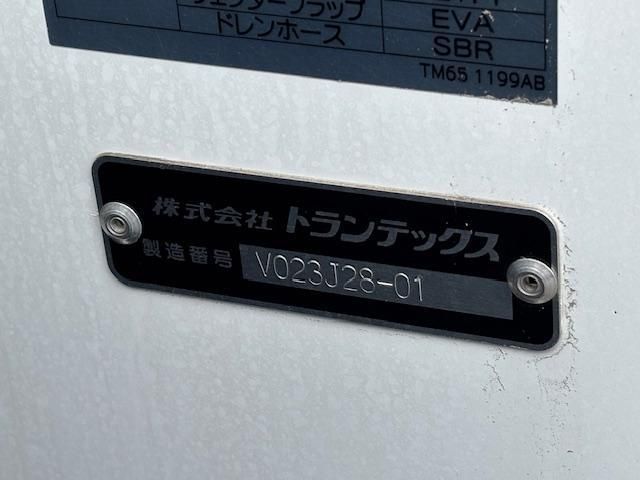 ドレンホース
EVA
SBR
TM65 1199AB
株式会社 トランテックス
製造番号 V023J28-01